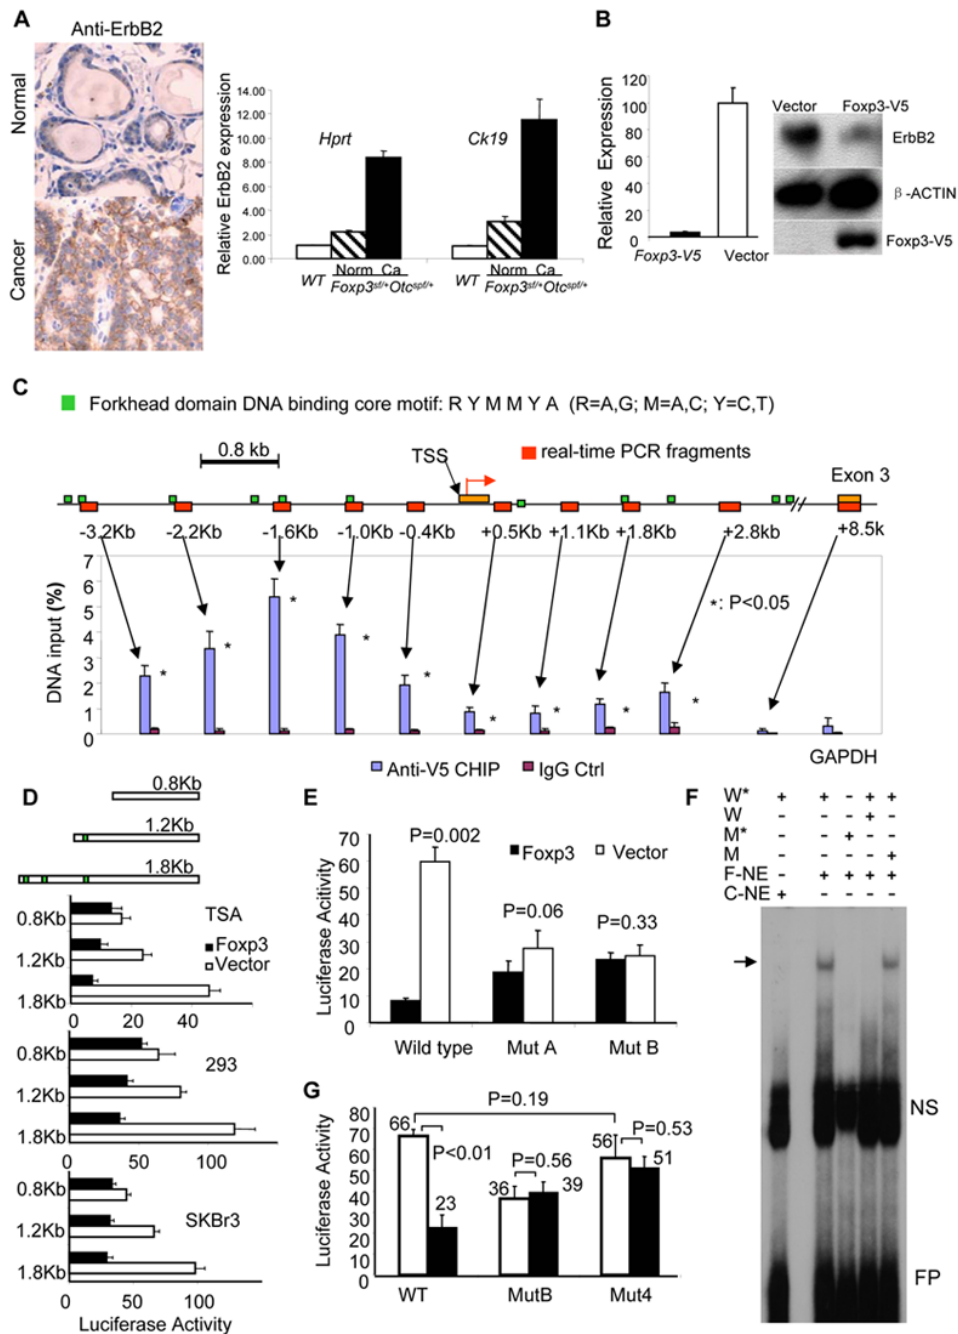 A
Anti-ErbB2
Normal
Cancer
Relative ErbB2 expression
14.00
12.00
10.00
8.00
6.00
4.00
2.00
0.00
Hprt
Ck19
WT
Norm Ca
Foxp3sf/+Otcspf/+
WT
Norm Ca
Foxp3sf/+Otcspf/+
B
Relative Expression
120
100
80
60
40
20
0
Foxp3-V5 Vector
Vector Foxp3-V5
ErbB2
β-ACTIN
Foxp3-V5
C
Forkhead domain DNA binding core motif: R Y M M Y A (R=A,G; M=A,C; Y=C,T)
0.8 kb
TSS
real-time PCR fragments
Exon 3
-3.2Kb -2.2Kb -1.6Kb -1.0Kb -0.4Kb +0.5Kb +1.1Kb +1.8Kb +2.8kb +8.5k
DNA input (%)
7
6
5
4
3
2
1
0
*: P<0.05
* * * * * * * * *
GAPDH
Anti-V5 CHIP IgG Ctrl
D
0.8Kb
1.2Kb
1.8Kb
TSA
Foxp3
Vector
0.8Kb
1.2Kb
1.8Kb
0 20 40
293
0.8Kb
1.2Kb
1.8Kb
0 50 100
SKBr3
0.8Kb
1.2Kb
1.8Kb
0 50 100
Luciferase Activity
E
Luciferase Acitivity
70
60
50
40
30
20
10
0
P=0.002
Foxp3 Vector
P=0.06
P=0.33
Wild type Mut A Mut B
F
W* + + - + +
W - - - + -
M* - - + - -
M - - - - +
F-NE - + + + +
C-NE + - - - -
NS
FP
G
Luciferase Activity
80
70
60
50
40
30
20
10
0
P=0.19
66
P<0.01
23
P=0.56
36
39
56
P=0.53
51
WT MutB Mut4